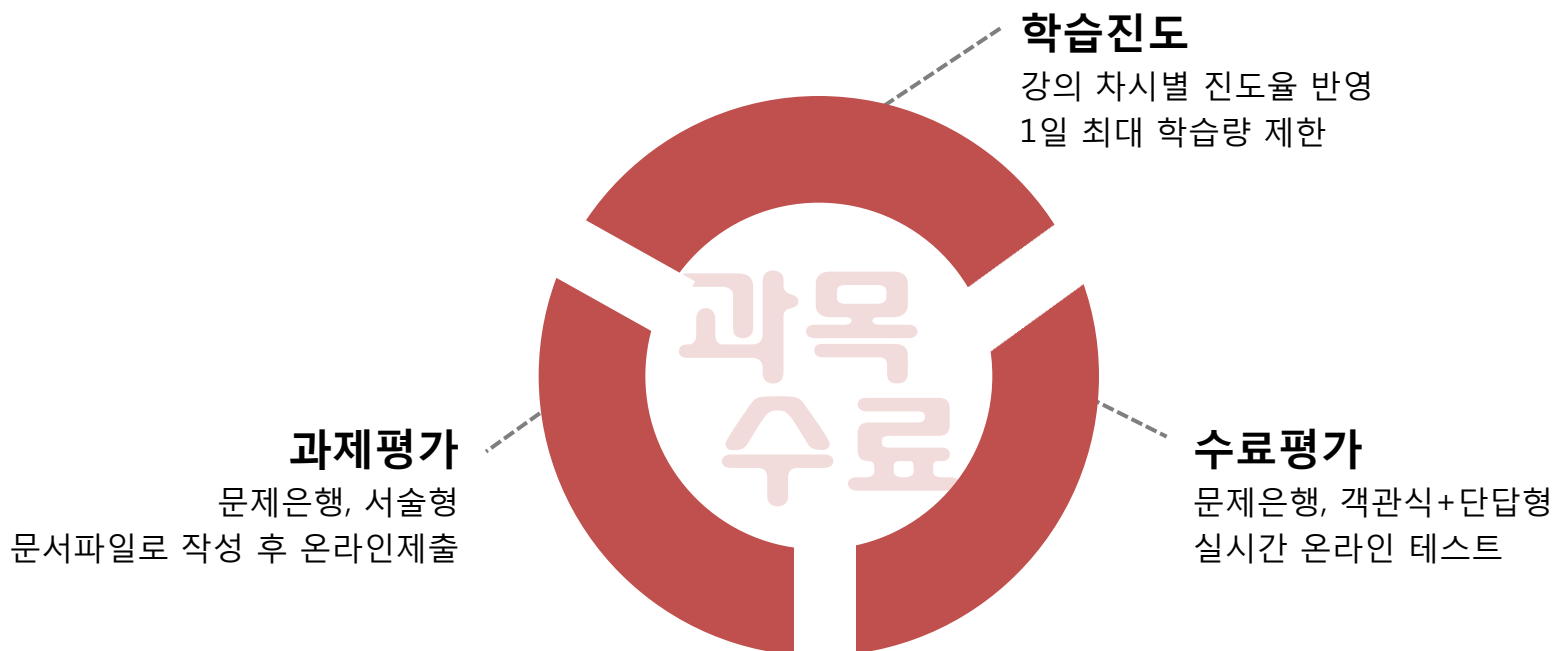 학습진도
강의 차시별 진도율 반영
1일 최대 학습량 제한
과목
수료
과제평가
문제은행, 서술형
문서파일로 작성 후 온라인제출
수료평가
문제은행, 객관식+단답형
실시간 온라인 테스트